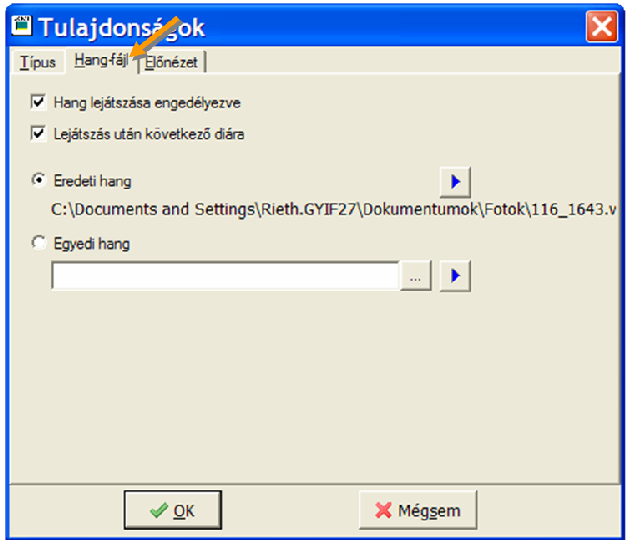 Tulajdonságok
Típus Hang-fájl Előnézet
Hang lejátszása engedélyezve
Lejátszás után következő diára
Eredeti hang
C:\Documents and Settings\Rieth.GYIF27\Dokumentumok\Fotok\116_1643.v
Egyedi hang
...
OK Mégsem